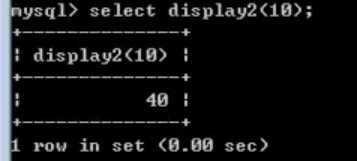 mysql> select display2(10);
+--------------+
| display2(10) |
+--------------+
|           40 |
+--------------+
1 row in set (0.00 sec)